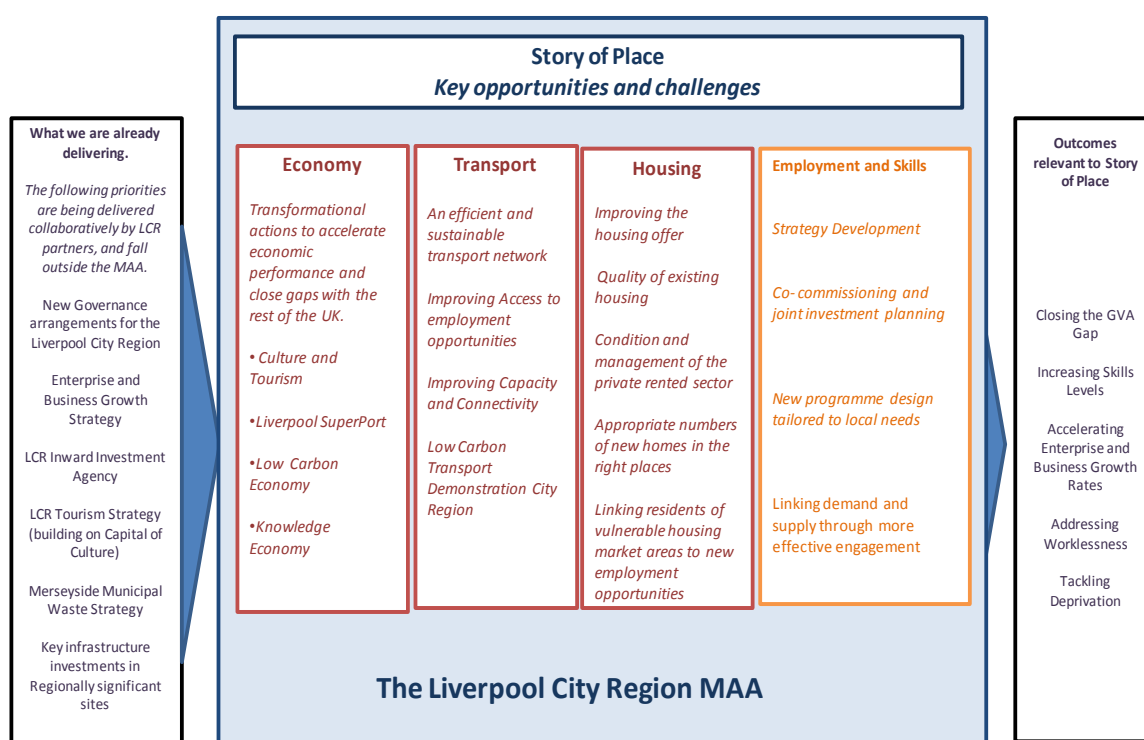 Story of Place
Key opportunities and challenges
What we are already
delivering.
The following priorities
are being delivered
collaboratively by LCR
partners, and fall
outside the MAA.
New Governance
arrangements for the
Liverpool City Region
Enterprise and
Business Growth
Strategy
LCR Inward Investment
Agency
LCR Tourism Strategy
(building on Capital of
Culture)
Merseyside Municipal
Waste Strategy
Key infrastructure
investments in
Regionally significant
sites
Economy
Transformational
actions to accelerate
economic
performance and
close gaps with the
rest of the UK.
• Culture and
Tourism
•Liverpool SuperPort
•Low Carbon
Economy
•Knowledge
Economy
Transport
An efficient and
sustainable
transport network
Improving Access to
employment
opportunities
Improving Capacity
and Connectivity
Low Carbon
Transport
Demonstration City
Region
Housing
Improving the
housing offer
Quality of existing
housing
Condition and
management of the
private rented sector
Appropriate numbers
of new homes in the
right places
Linking residents of
vulnerable housing
market areas to new
employment
opportunities
Employment and Skills
Strategy Development
Co- commissioning and
joint investment planning
New programme design
tailored to local needs
Linking demand and
supply through more
effective engagement
The Liverpool City Region MAA
Outcomes
relevant to Story
of Place
Closing the GVA
Gap
Increasing Skills
Levels
Accelerating
Enterprise and
Business Growth
Rates
Addressing
Worklessness
Tackling
Deprivation